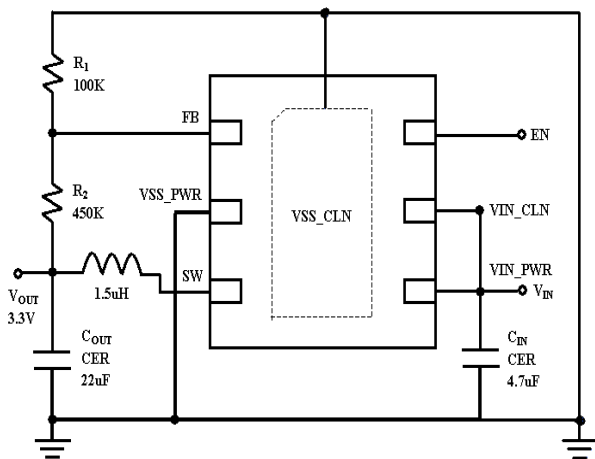 R1
100K
FB
EN
R2
450K
VSS_PWR
VSS_CLN
VIN_CLN
VIN_PWR
SW
VIN
VOUT
3.3V
1.5uH
COUT
CER
22uF
CIN
CER
4.7uF